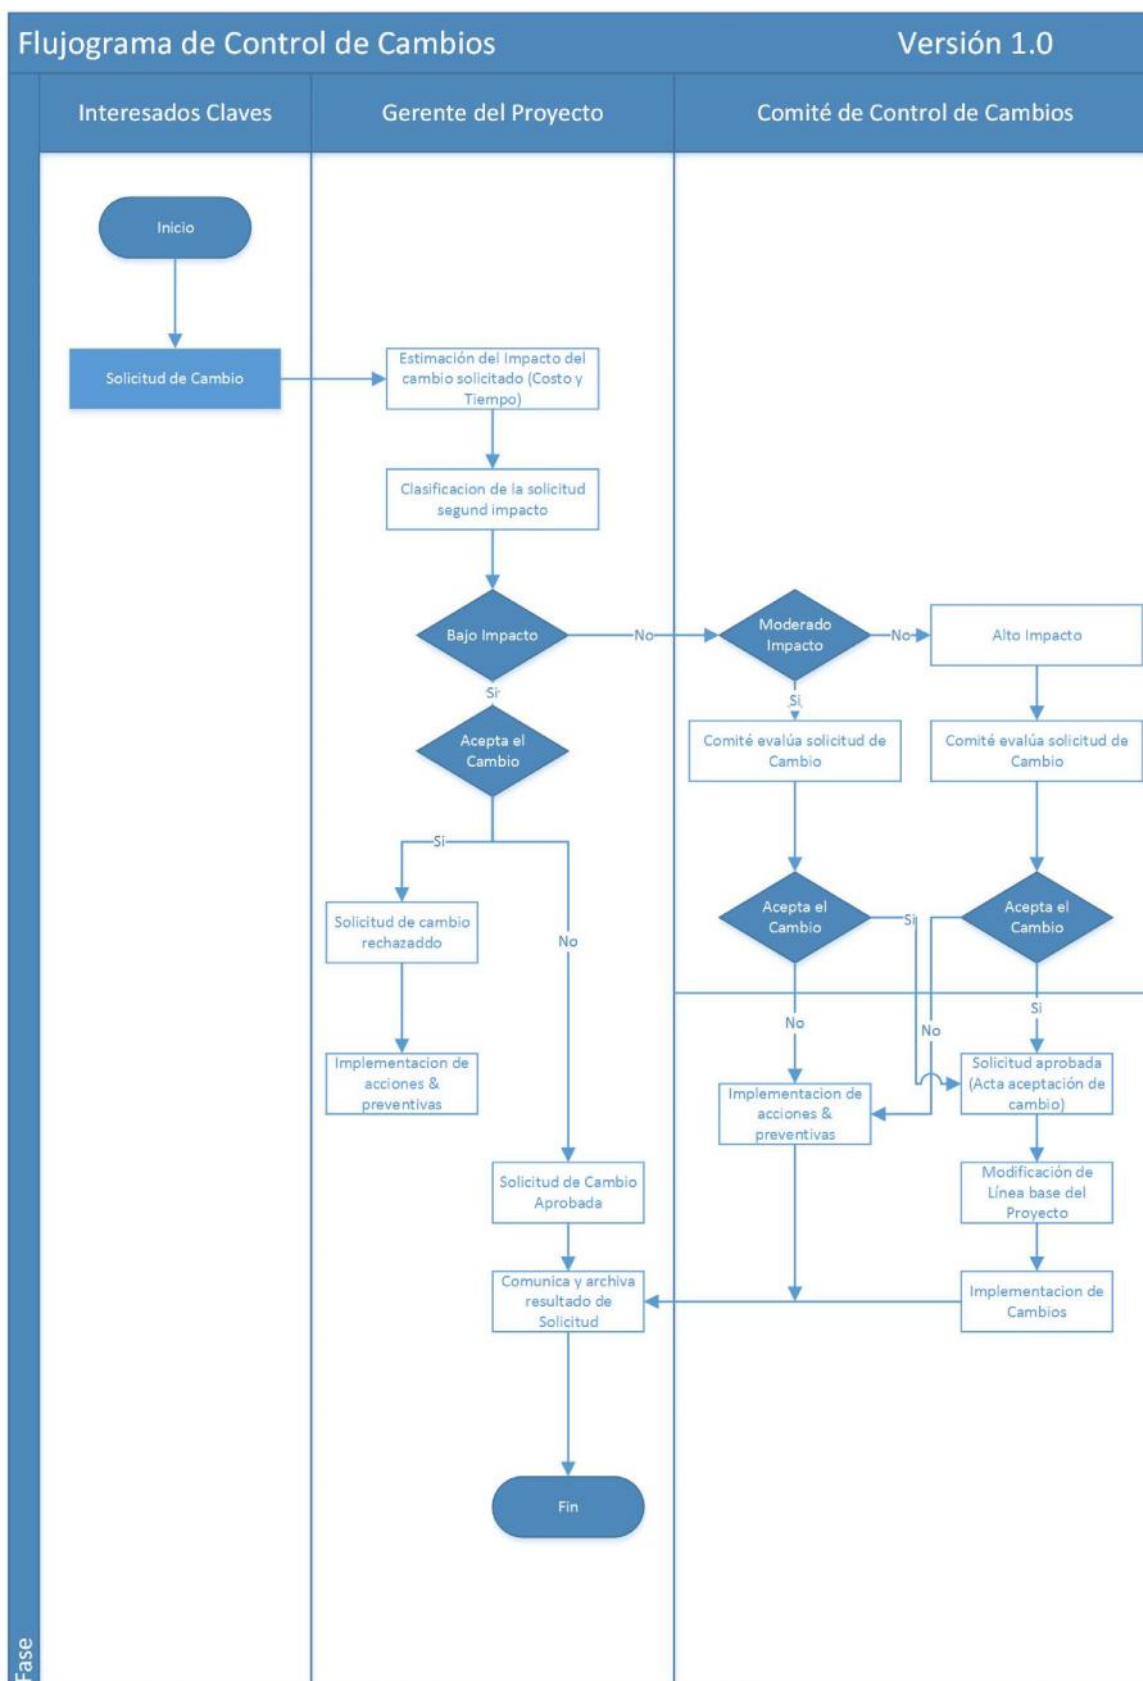 Flujograma de Control de Cambios
Versión 1.0
Interesados Claves
Gerente del Proyecto
Comité de Control de Cambios
Inicio
Solicitud de Cambio
Estimación del Impacto del
cambio solicitado (Costo y
Tiempo)
Clasificacion de la solicitud
segund impacto
Bajo Impacto
No
Moderado
Impacto
No
Alto Impacto
Si
Si
Acepta el
Cambio
Comité evalúa solicitud de
Cambio
Comité evalúa solicitud de
Cambio
Si
No
Solicitud de cambio
rechazaddo
Implementacion de
acciones &
preventivas
Acepta el
Cambio
Si
Acepta el
Cambio
No
No
Si
Implementacion de
acciones &
preventivas
Solicitud aprobada
(Acta aceptación de
cambio)
Solicitud de Cambio
Aprobada
Modificación de
Línea base del
Proyecto
Comunica y archiva
resultado de
Solicitud
Implementacion de
Cambios
Fin
Fase